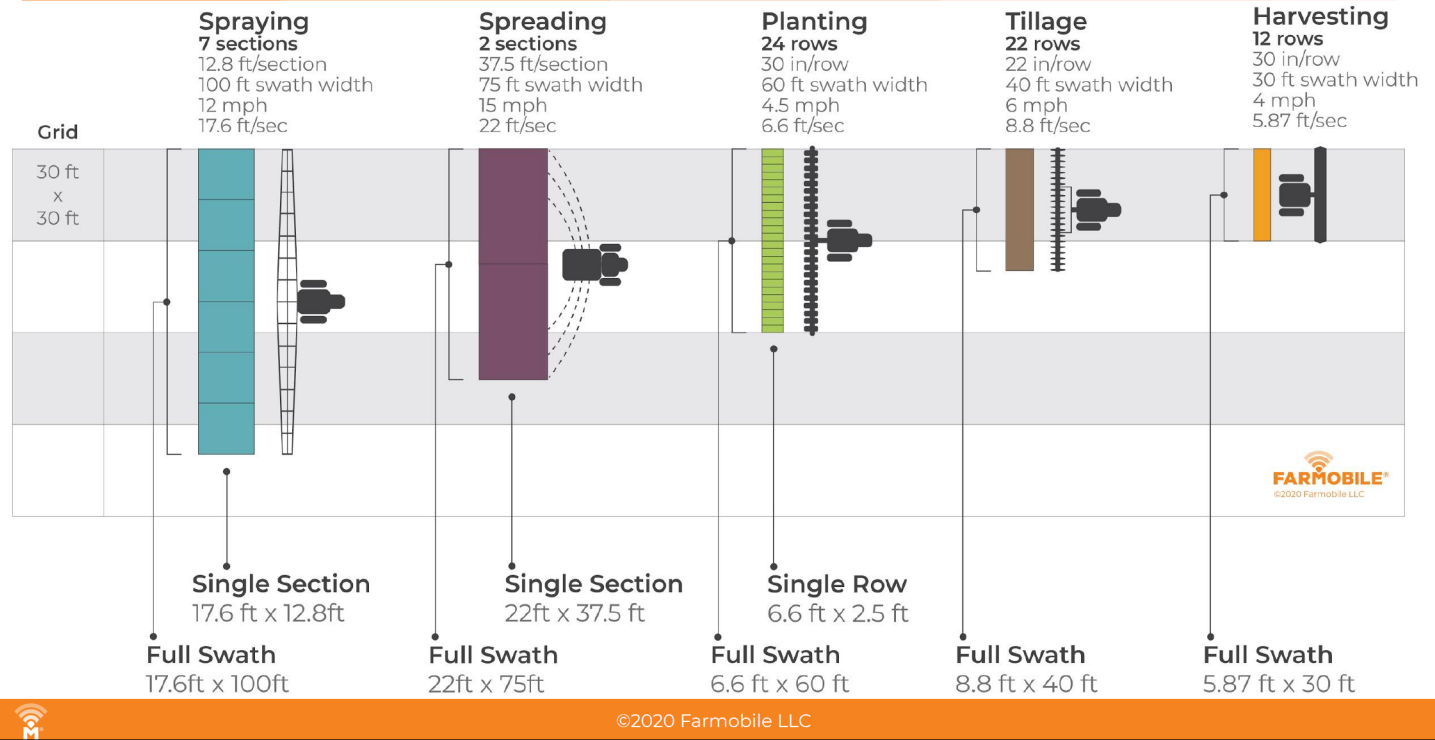 Spraying
7 sections
12.8 ft/section
100 ft swath width
12 mph
17.6 ft/sec
Spreading
2 sections
37.5 ft/section
75 ft swath width
15 mph
22 ft/sec
Planting
24 rows
30 in/row
60 ft swath width
4.5 mph
6.6 ft/sec
Tillage
22 rows
22 in/row
40 ft swath width
6 mph
8.8 ft/sec
Harvesting
12 rows
30 in/row
30 ft swath width
4 mph
5.87 ft/sec
Grid
30 ft
x
30 ft
FARMOBILE®
©2020 Farmobile LLC
Single Section
17.6 ft x 12.8ft
Single Section
22ft x 37.5 ft
Single Row
6.6 ft x 2.5 ft
Full Swath
17.6ft x 100ft
Full Swath
22ft x 75ft
Full Swath
6.6 ft x 60 ft
Full Swath
8.8 ft x 40 ft
Full Swath
5.87 ft x 30 ft
M
©2020 Farmobile LLC